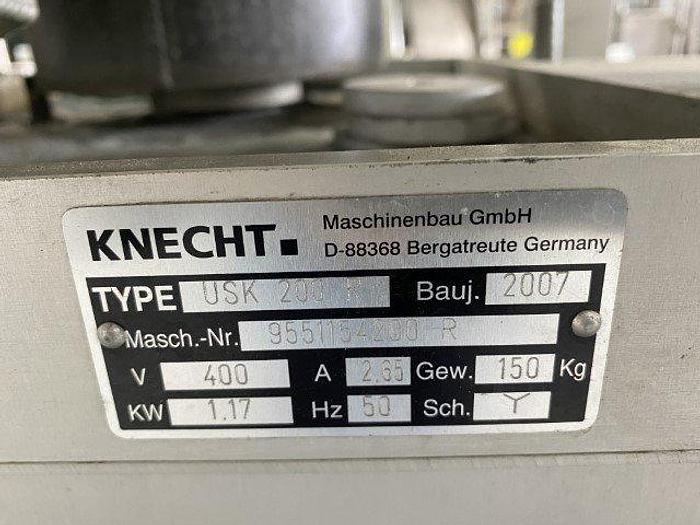 KNECHT. Maschinenbau GmbH
D-88368 Bergatreute Germany
TYPE USK 200 K Bauj. 2007
Masch.-Nr. 9551154200 R
V 400 A 2.65 Gew. 150 Kg
KW 1.17 Hz 50 Sch. Y